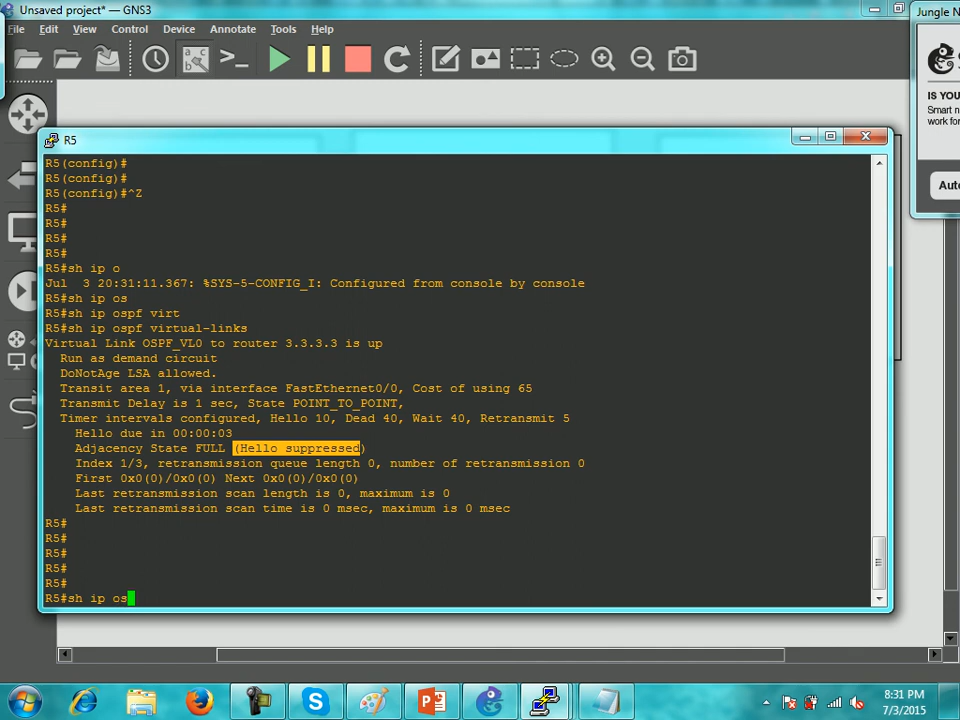 Unsaved project* — GNS3
File Edit View Control Device Annotate Tools Help
Jungle N
IS YOU
Smart n
work for
Auto
R5
R5(config)#
R5(config)#
R5(config)#^Z
R5#
R5#
R5#
R5#
R5#sh ip o
Jul  3 20:31:11.367: %SYS-5-CONFIG_I: Configured from console by console
R5#sh ip os
R5#sh ip ospf virt
R5#sh ip ospf virtual-links
Virtual Link OSPF_VL0 to router 3.3.3.3 is up
  Run as demand circuit
  DoNotAge LSA allowed.
  Transit area 1, via interface FastEthernet0/0, Cost of using 65
  Transmit Delay is 1 sec, State POINT_TO_POINT,
  Timer intervals configured, Hello 10, Dead 40, Wait 40, Retransmit 5
    Hello due in 00:00:03
    Adjacency State FULL (Hello suppressed)
    Index 1/3, retransmission queue length 0, number of retransmission 0
    First 0x0(0)/0x0(0) Next 0x0(0)/0x0(0)
    Last retransmission scan length is 0, maximum is 0
    Last retransmission scan time is 0 msec, maximum is 0 msec
R5#
R5#
R5#
R5#
R5#
R5#sh ip os
8:31 PM
7/3/2015